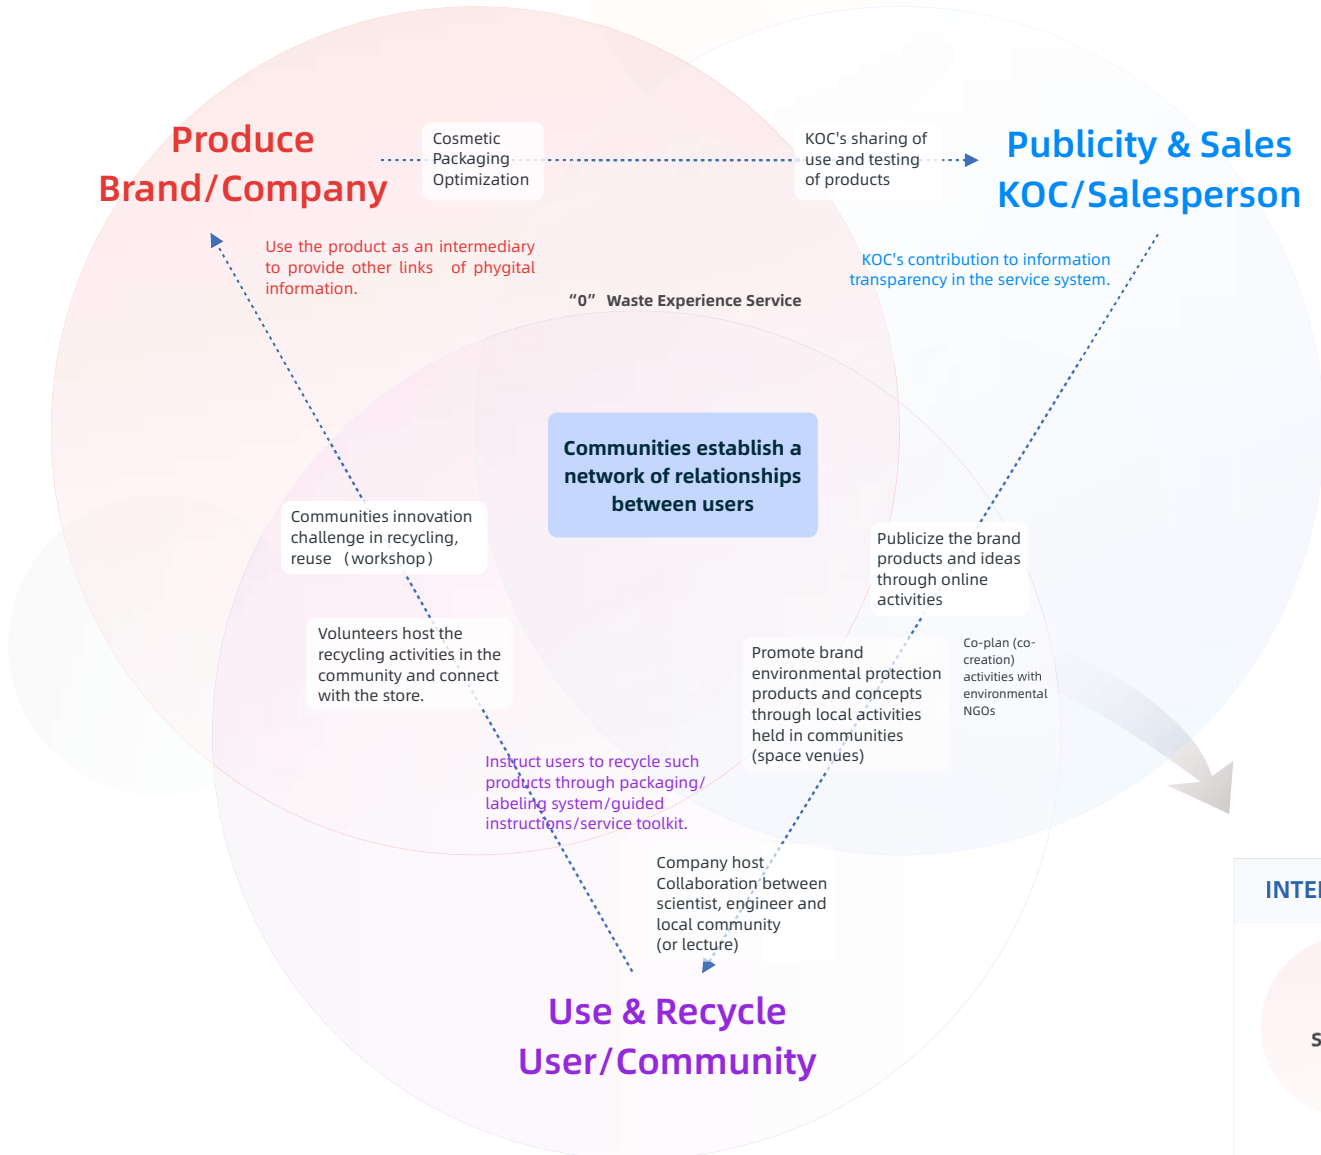 Produce
Brand/Company
Cosmetic
Packaging
Optimization
KOC's sharing of
use and testing
of products
Publicity & Sales
KOC/Salesperson
Use the product as an intermediary
to provide other links of phygital
information.
KOC's contribution to information
transparency in the service system.
“0” Waste Experience Service
Communities establish a
network of relationships
between users
Communities innovation
challenge in recycling,
reuse (workshop)
Publicize the brand
products and ideas
through online
activities
Volunteers host the
recycling activities in the
community and connect
with the store.
Promote brand
environmental protection
products and concepts
through local activities
held in communities
(space venues)
Co-plan (co-
creation)
activities with
environmental
NGOs
Instruct users to recycle such
products through packaging/
labeling system/guided
instructions/service toolkit.
Company host
Collaboration between
scientist, engineer and
local community
(or lecture)
Use & Recycle
User/Community